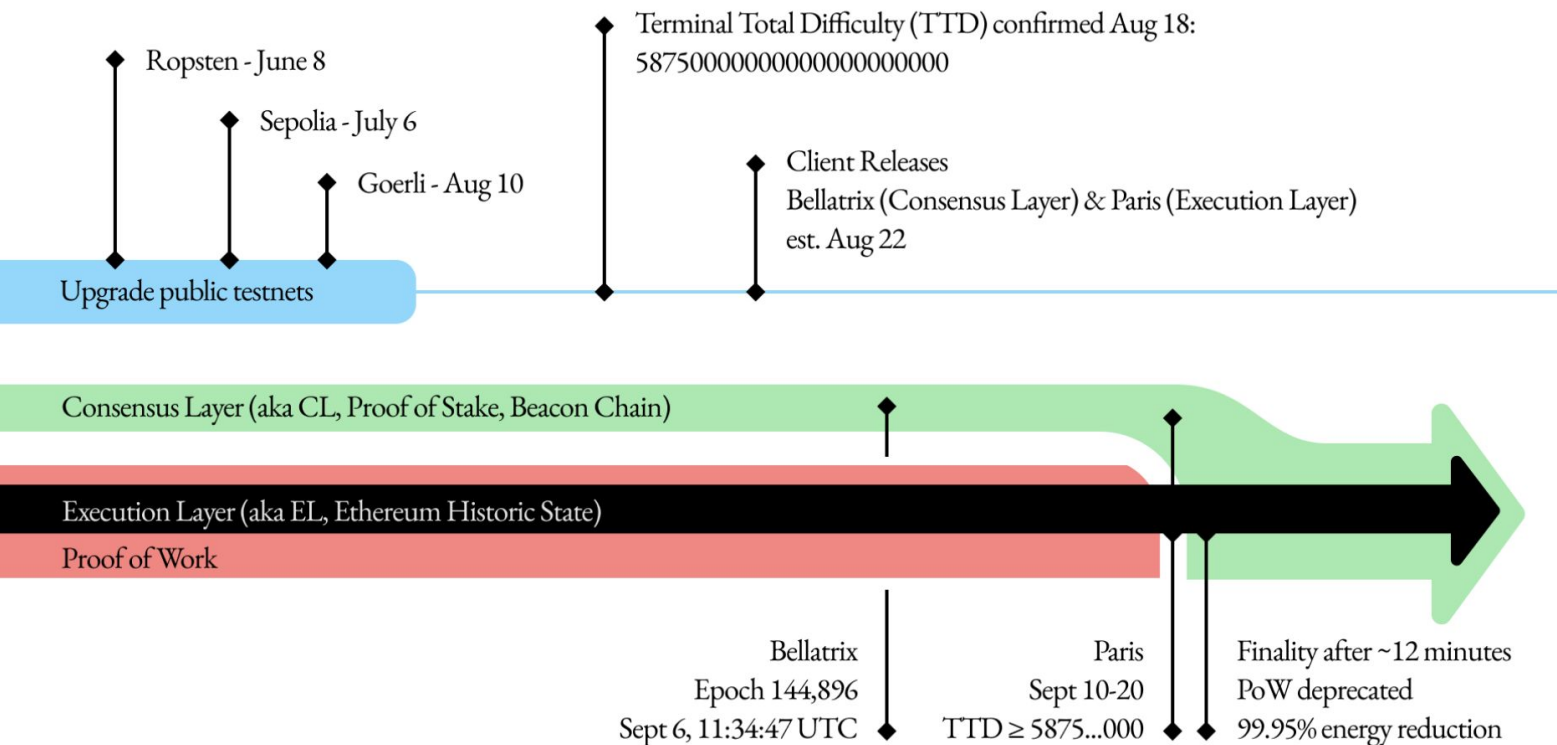 Terminal Total Difficulty (TTD) confirmed Aug 18:
58750000000000000000000
Ropsten - June 8
Sepolia - July 6
Goerli - Aug 10
Client Releases
Bellatrix (Consensus Layer) & Paris (Execution Layer)
est. Aug 22
Upgrade public testnets
Consensus Layer (aka CL, Proof of Stake, Beacon Chain)
Execution Layer (aka EL, Ethereum Historic State)
Proof of Work
Bellatrix
Epoch 144,896
Sept 6, 11:34:47 UTC
Paris
Sept 10-20
TTD ≥ 5875...000
Finality after ~12 minutes
PoW deprecated
99.95% energy reduction